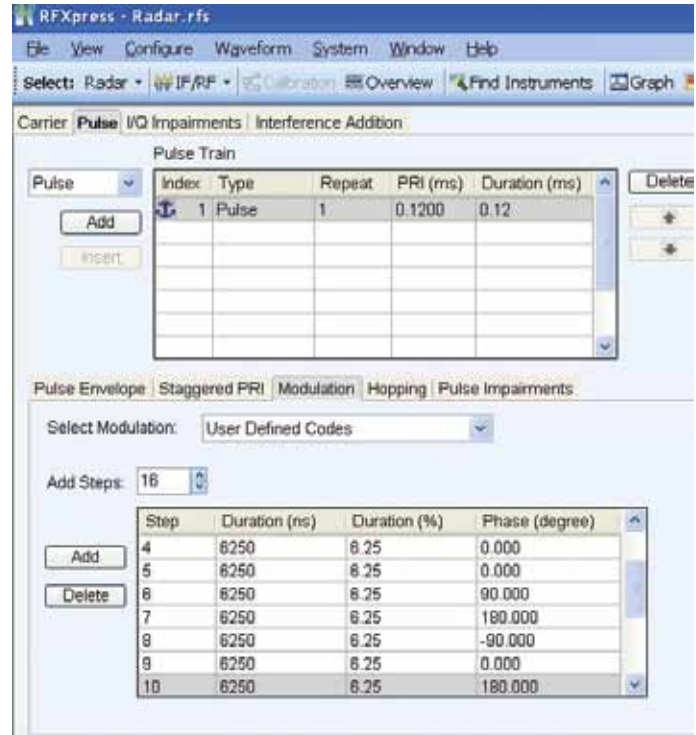 RFXpress - Radar.rfs
File View Configure Waveform System Window Help
Select: Radar IF/RF Calibration Overview Find Instruments Graph
Carrier Pulse I/Q Impairments Interference Addition
Pulse Train
Pulse
Index Type Repeat PRI (ms) Duration (ms)
Delete
1 Pulse 1 0.1200 0.12
Add
Insert
Pulse Envelope Staggered PRI Modulation Hopping Pulse Impairments
Select Modulation: User Defined Codes
Add Steps: 16
Step Duration (ns) Duration (%) Phase (degree)
4 6250 6.25 0.000
Add
5 6250 6.25 0.000
Delete
6 6250 6.25 90.000
7 6250 6.25 180.000
8 6250 6.25 -90.000
9 6250 6.25 0.000
10 6250 6.25 180.000